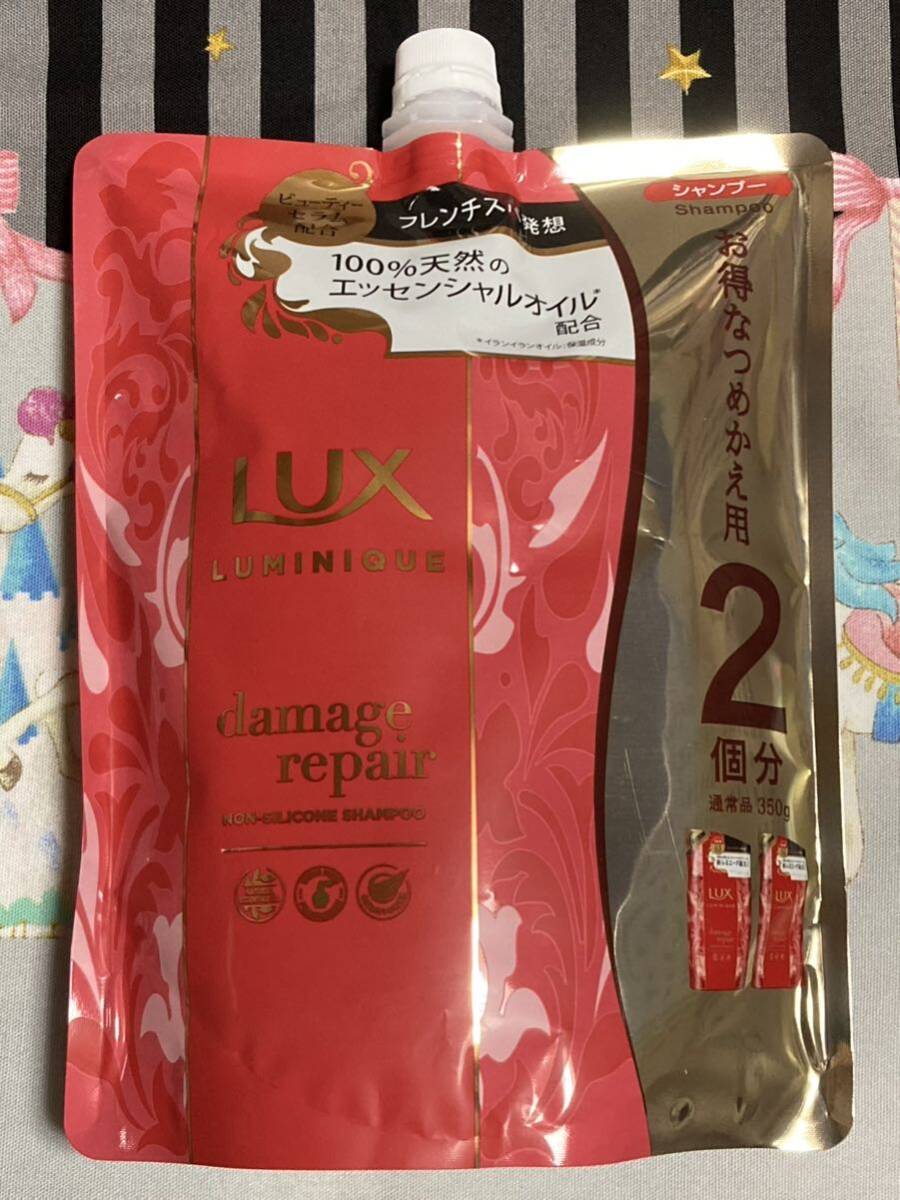 シャンプー
Shampoo
ビューティー
セラム
配合
フレンチスパ発想
100%天然の
エッセンシャルオイル*
配合
*イランイランオイル:保湿成分
お得なつめかえ用
2
個分
通常品 350g
LUX
LUMINIQUE
damage
repair
NON-SILICONE SHAMPOO
LUX
LUMINIQUE
damage
repair
LUX